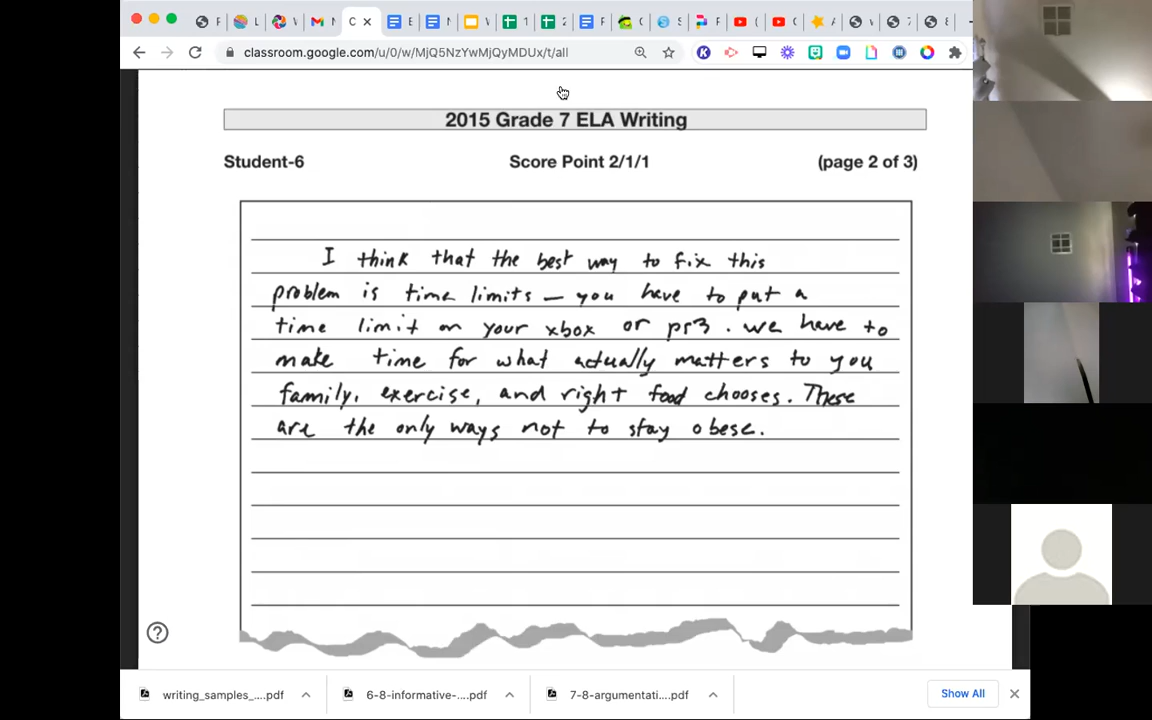 classroom.google.com/u/0/w/MjQ5NzYwMjQyMDUx/t/all
2015 Grade 7 ELA Writing
Student-6 Score Point 2/1/1 (page 2 of 3)
I think that the best way to fix this
problem is time limits — you have to put a
time limit on your xbox or ps3. we have to
make time for what actually matters to you
family, exercise, and right food chooses. These
are the only ways not to stay obese.
writing_samples_....pdf 6-8-informative-....pdf 7-8-argumentati....pdf Show All